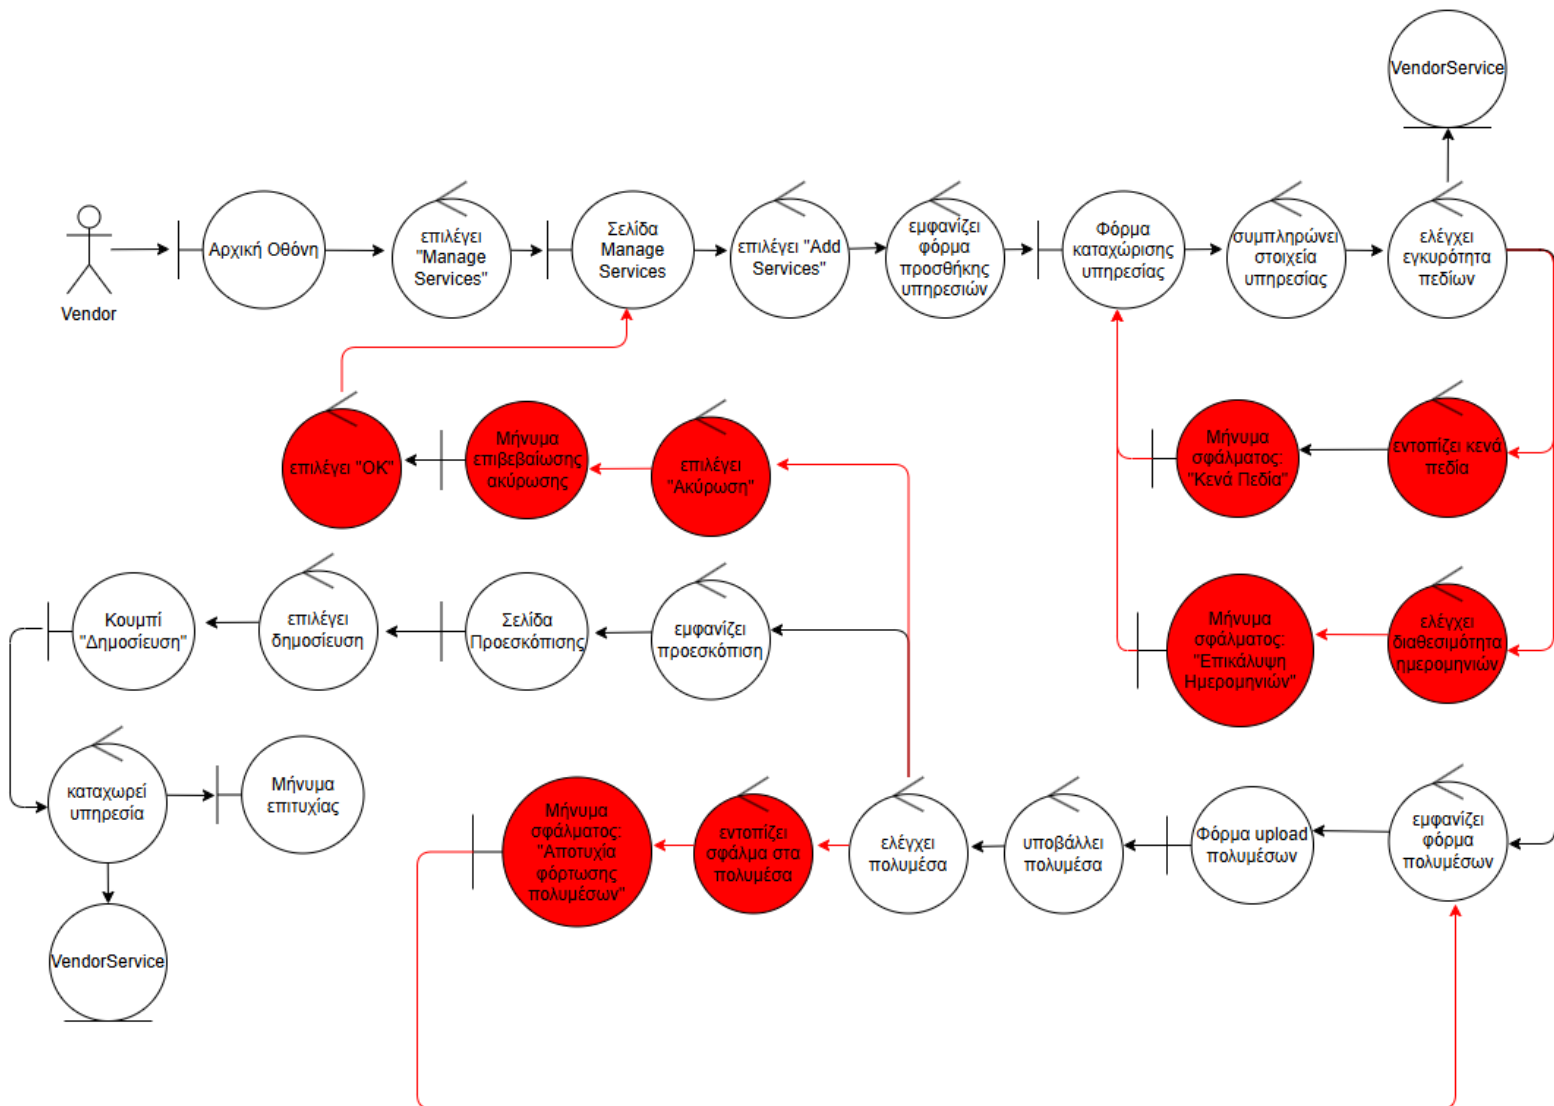 VendorService
Vendor
Αρχική Οθόνη
επιλέγει
"Manage
Services"
Σελίδα
Manage
Services
επιλέγει "Add
Services"
εμφανίζει
φόρμα
προσθήκης
υπηρεσιών
Φόρμα
καταχώρισης
υπηρεσίας
συμπληρώνει
στοιχεία
υπηρεσίας
ελέγχει
εγκυρότητα
πεδίων
επιλέγει "OK"
Μήνυμα
επιβεβαίωσης
ακύρωσης
επιλέγει
"Ακύρωση"
Μήνυμα
σφάλματος:
"Κενά Πεδία"
εντοπίζει κενά
πεδία
Κουμπί
"Δημοσίευση"
επιλέγει
δημοσίευση
Σελίδα
Προεσκόπισης
εμφανίζει
προεσκόπιση
Μήνυμα
σφάλματος:
"Επικάλυψη
Ημερομηνιών"
ελέγχει
διαθεσιμότητα
ημερομηνιών
καταχωρεί
υπηρεσία
Μήνυμα
επιτυχίας
Μήνυμα
σφάλματος:
"Αποτυχία
φόρτωσης
πολυμέσων"
εντοπίζει
σφάλμα στα
πολυμέσα
ελέγχει
πολυμέσα
υποβάλλει
πολυμέσα
Φόρμα upload
πολυμέσων
εμφανίζει
φόρμα
πολυμέσων
VendorService